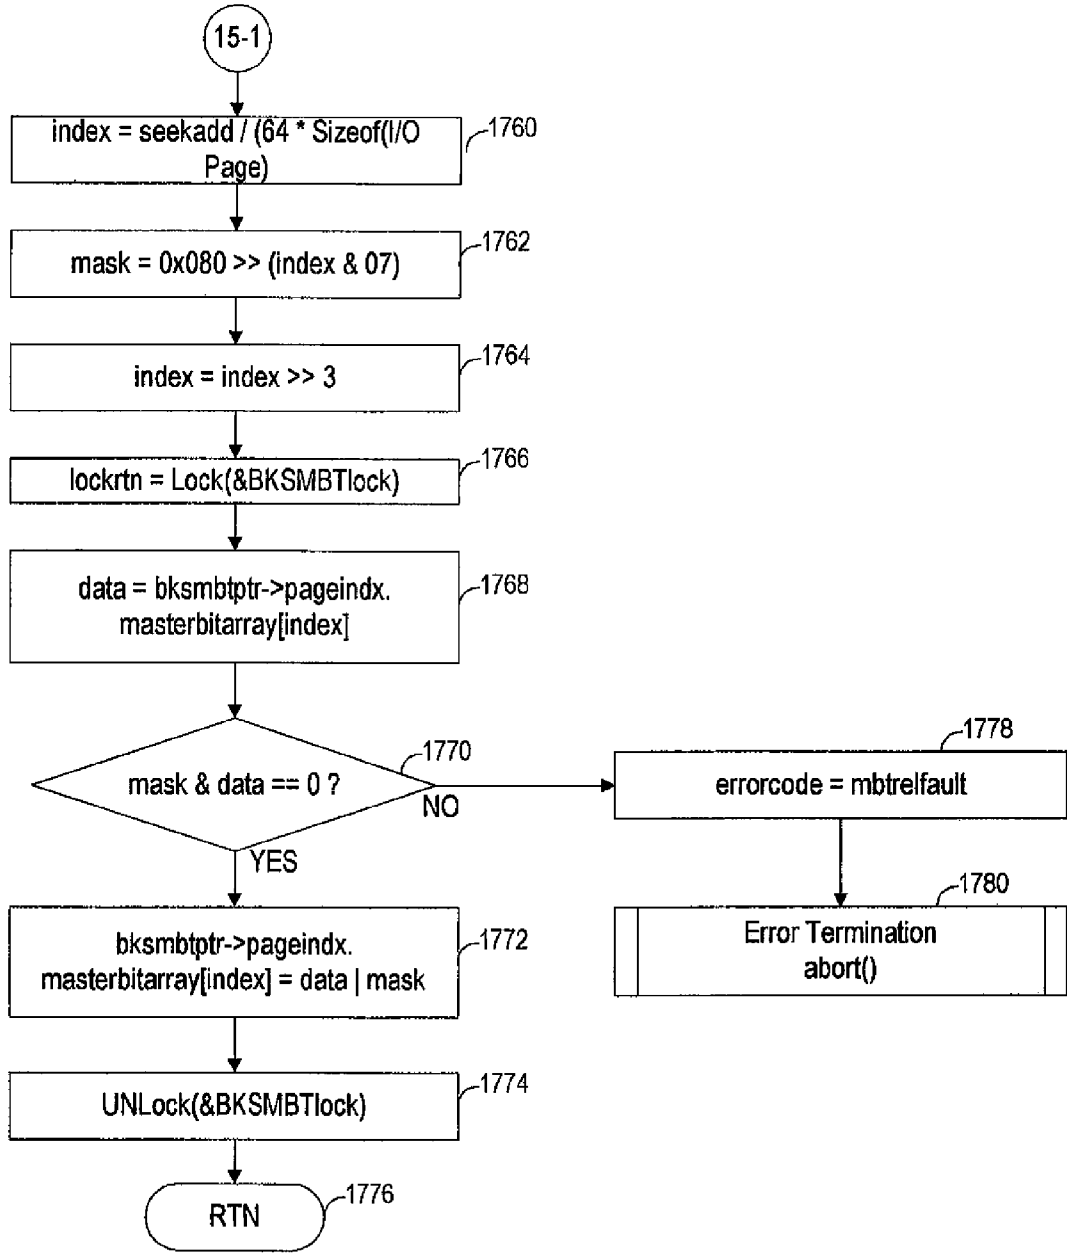 15-1
index = seekadd / (64 * Sizeof(I/O
Page)
1760
mask = 0x080 >> (index & 07)
1762
index = index >> 3
1764
lockrtn = Lock(&BKSMBTlock)
1766
data = bksmbtptr->pageindx.
masterbitarray[index]
1768
mask & data == 0 ?
1770
NO
YES
1778
errorcode = mbtrelfault
1780
Error Termination
abort()
bksmbtptr->pageindx.
masterbitarray[index] = data | mask
1772
UNLock(&BKSMBTlock)
1774
RTN
1776